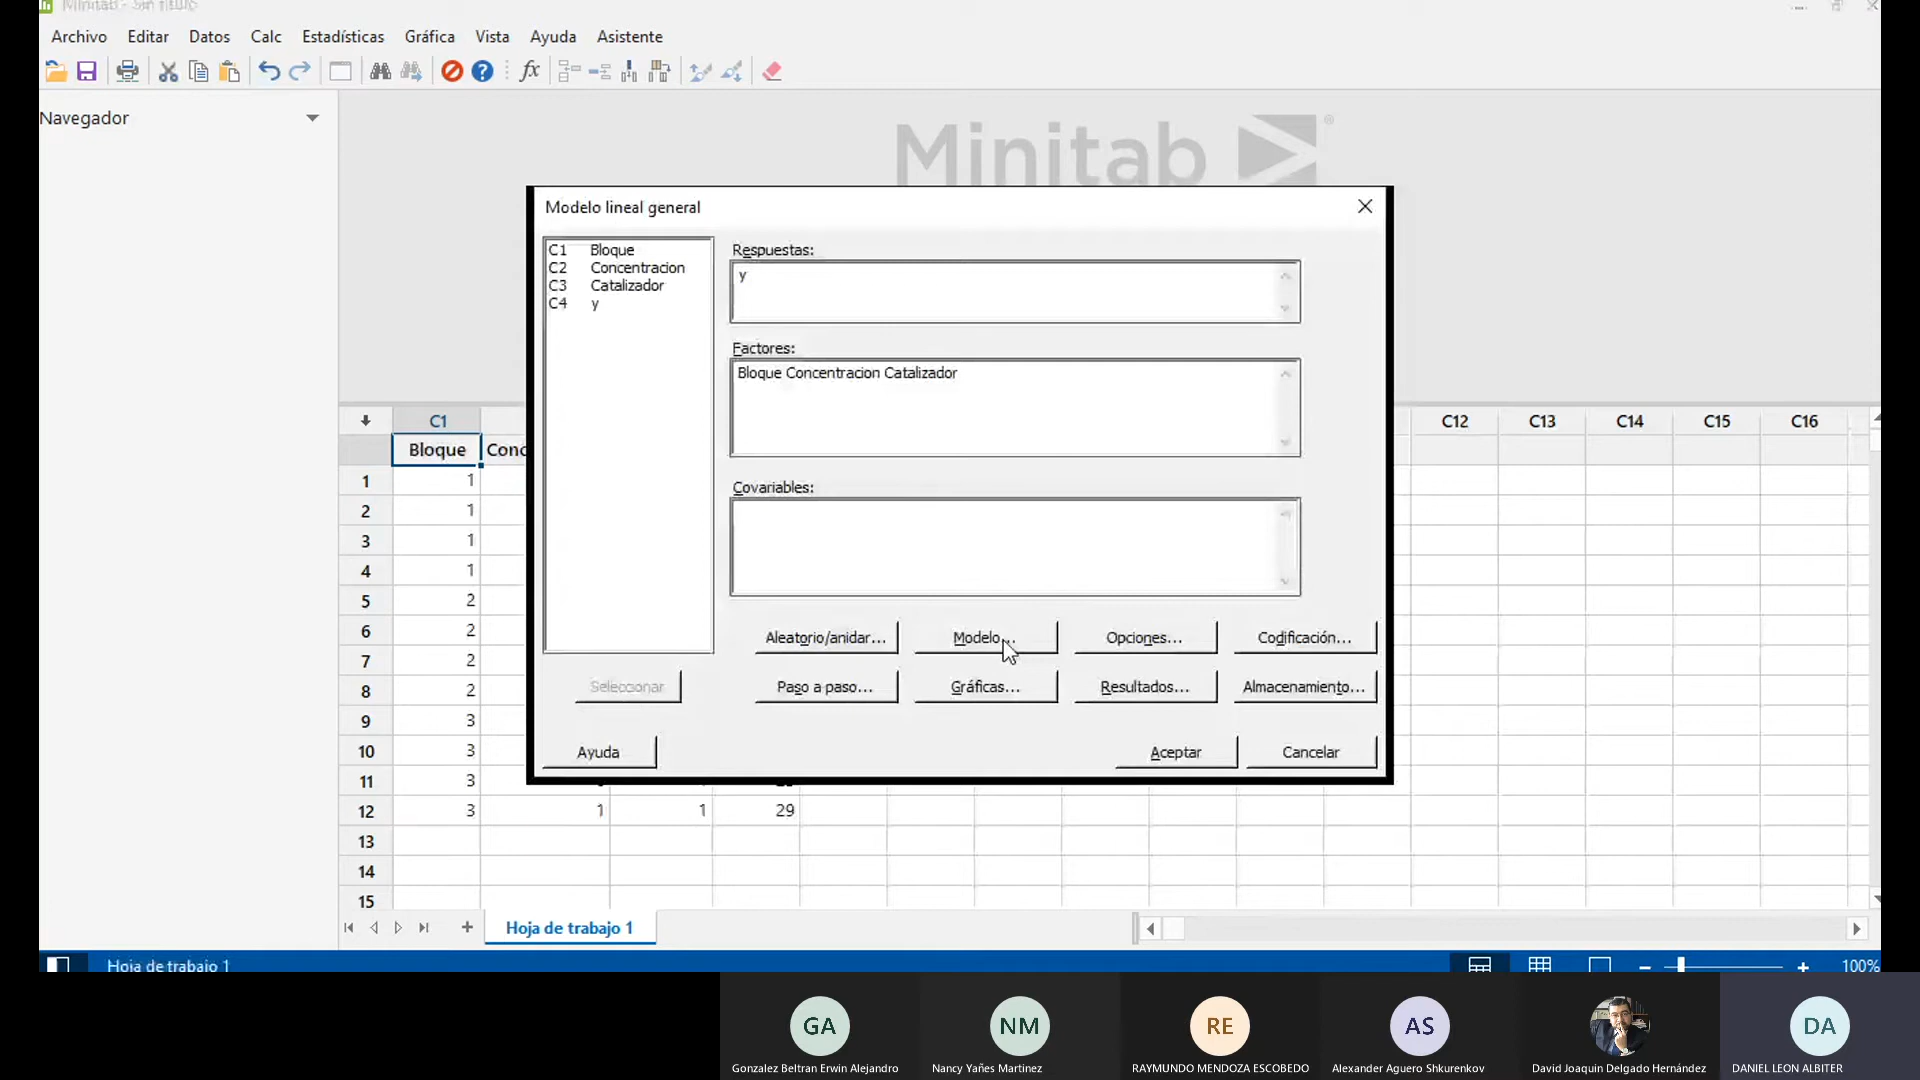 Minitab - Sin título
Archivo Editar Datos Calc Estadísticas Gráfica Vista Ayuda Asistente
fx
Navegador
Minitab
Modelo lineal general
C1 Bloque
C2 Concentracion
C3 Catalizador
C4 y
Respuestas:
y
Factores:
Bloque Concentracion Catalizador
Covariables:
Aleatorio/anidar... Modelo... Opciones... Codificación...
Seleccionar Paso a paso... Gráficas... Resultados... Almacenamiento...
Ayuda Aceptar Cancelar
C1 C12 C13 C14 C15 C16
Bloque Conc
1 1
2 1
3 1
4 1
5 2
6 2
7 2
8 2
9 3
10 3
11 3
12 3 1 1 29
13
14
15
Hoja de trabajo 1
Hoja de trabajo 1 100%
GA NM RE AS DA
Gonzalez Beltran Erwin Alejandro Nancy Yañes Martinez RAYMUNDO MENDOZA ESCOBEDO Alexander Aguero Shkurenkov David Joaquin Delgado Hernández DANIEL LEON ALBITER